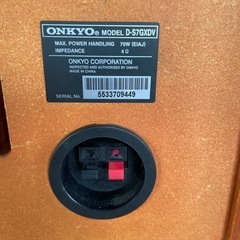 ONKYO® MODEL D-S7GXDV
MAX. POWER HANDLING 70W (EIAJ)
IMPEDANCE 4 Ω
ONKYO CORPORATION
INSPECTED AND AUTHORIZED BY ONKYO
MADE IN CHINA
SERIAL No. 5533709449